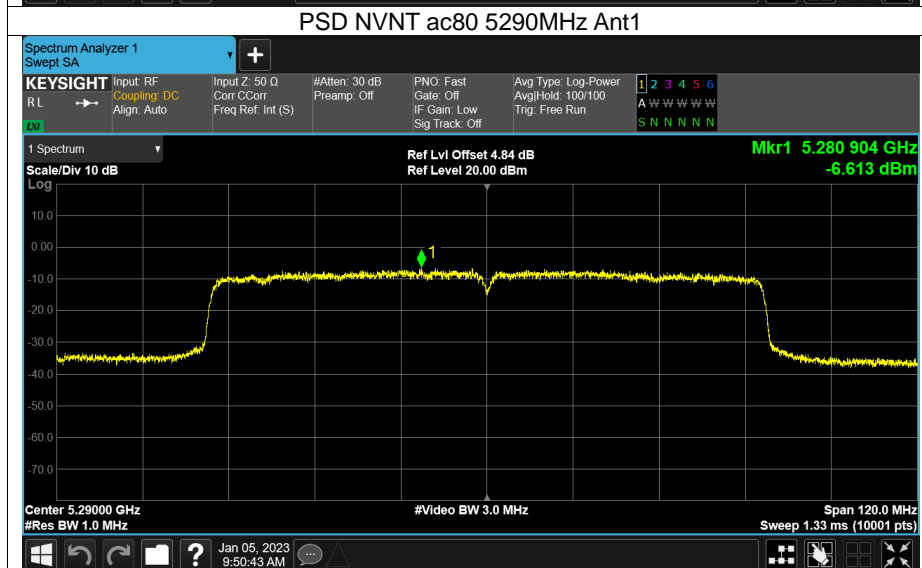 PSD NVNT ac80 5290MHz Ant1
Spectrum Analyzer 1
Swept SA
KEYSIGHT
R L
LXI
Input: RF
Coupling: DC
Align: Auto
Input Z: 50 Ω
Corr CCorr
Freq Ref: Int (S)
#Atten: 30 dB
Preamp: Off
PNO: Fast
Gate: Off
IF Gain: Low
Sig Track: Off
Avg Type: Log-Power
Avg|Hold: 100/100
Trig: Free Run
1 2 3 4 5 6
A W W W W W
S N N N N N
1 Spectrum
Scale/Div 10 dB
Log
Ref Lvl Offset 4.84 dB
Ref Level 20.00 dBm
Mkr1 5.280 904 GHz
-6.613 dBm
10.0
0.00
-10.0
-20.0
-30.0
-40.0
-50.0
-60.0
-70.0
1
Center 5.29000 GHz
#Res BW 1.0 MHz
#Video BW 3.0 MHz
Span 120.0 MHz
Sweep 1.33 ms (10001 pts)
?
Jan 05, 2023
9:50:43 AM